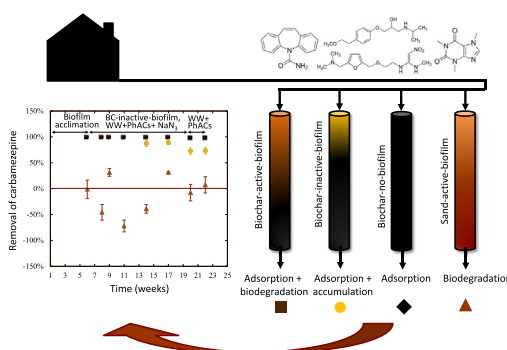 Biofilm
acclimation
BC-inactive-biofilm,
WW+PhACs+ NaN3
WW+
PhACs
150%
100%
50%
0%
-50%
-100%
-150%
Removal of carbamezepine
1 3 5 7 9 11 13 15 17 19 21 23 25
Time (weeks)
Biochar-active-biofilm
Biochar-inactive-biofilm
Biochar-no-biofilm
Sand-active-biofilm
Adsorption +
biodegradation
Adsorption +
accumulation
Adsorption
Biodegradation